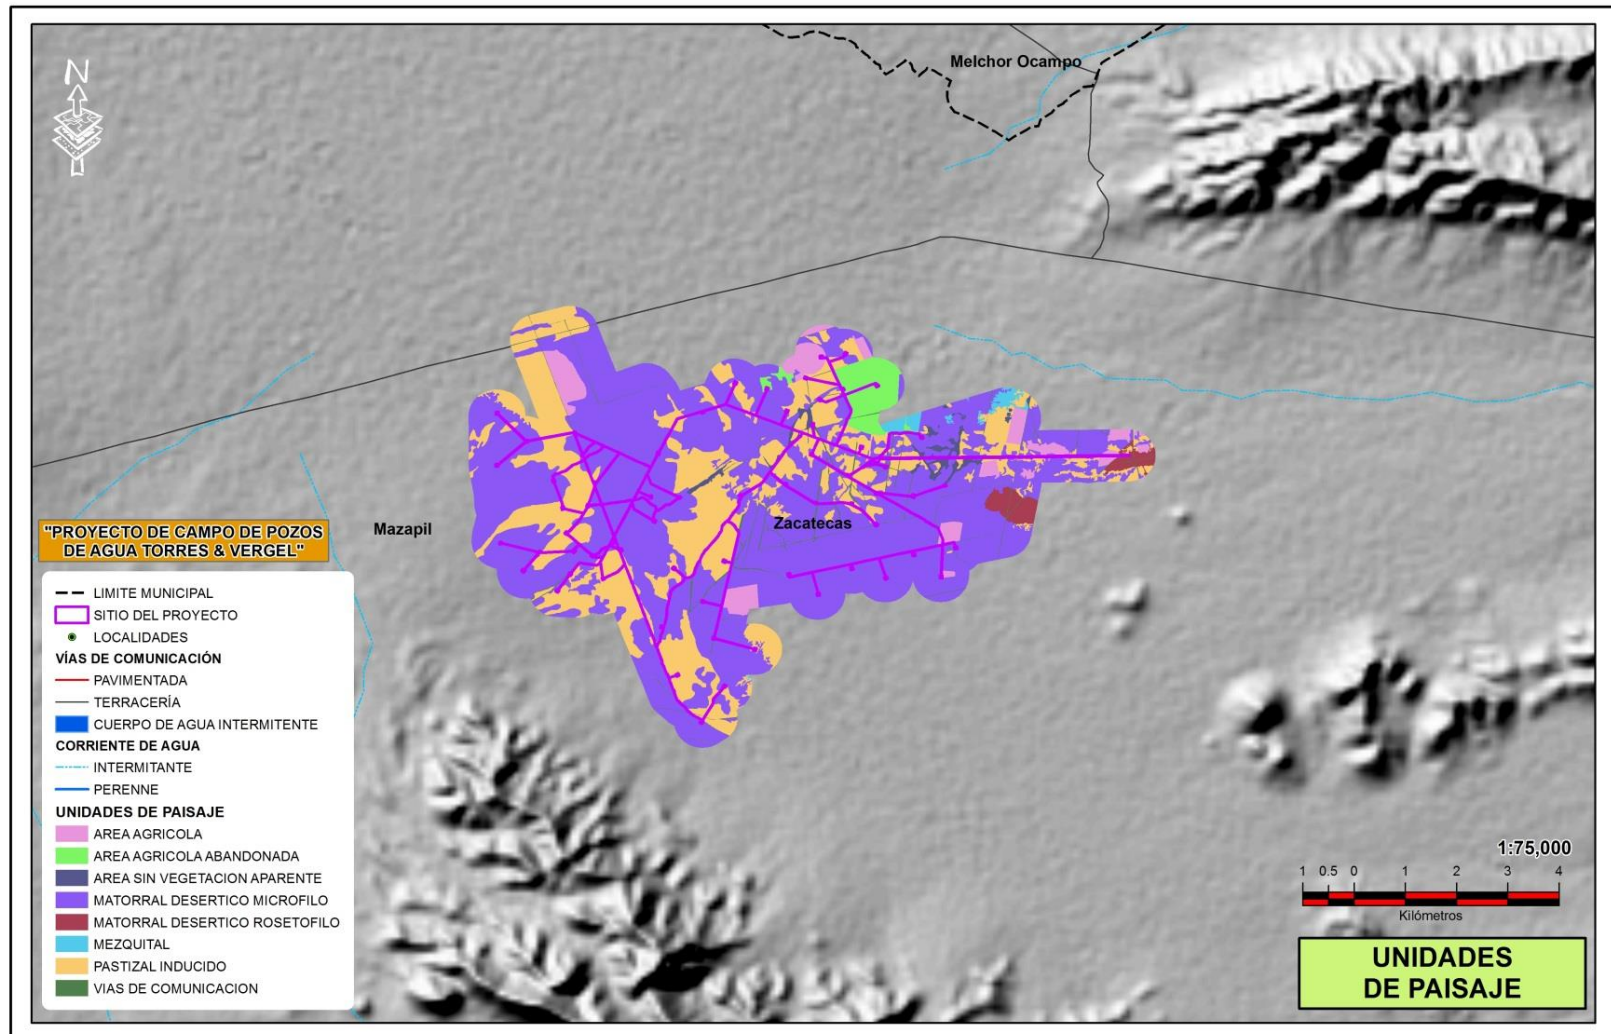 N
Melchor Ocampo
Mazapil
Zacatecas
"PROYECTO DE CAMPO DE POZOS
DE AGUA TORRES & VERGEL"
LIMITE MUNICIPAL
SITIO DEL PROYECTO
LOCALIDADES
VÍAS DE COMUNICACIÓN
PAVIMENTADA
TERRACERÍA
CUERPO DE AGUA INTERMITENTE
CORRIENTE DE AGUA
INTERMITANTE
PERENNE
UNIDADES DE PAISAJE
AREA AGRICOLA
AREA AGRICOLA ABANDONADA
AREA SIN VEGETACION APARENTE
MATORRAL DESERTICO MICROFILO
MATORRAL DESERTICO ROSETOFILO
MEZQUITAL
PASTIZAL INDUCIDO
VIAS DE COMUNICACION
1:75,000
1 0.5 0 1 2 3 4
Kilómetros
UNIDADES
DE PAISAJE